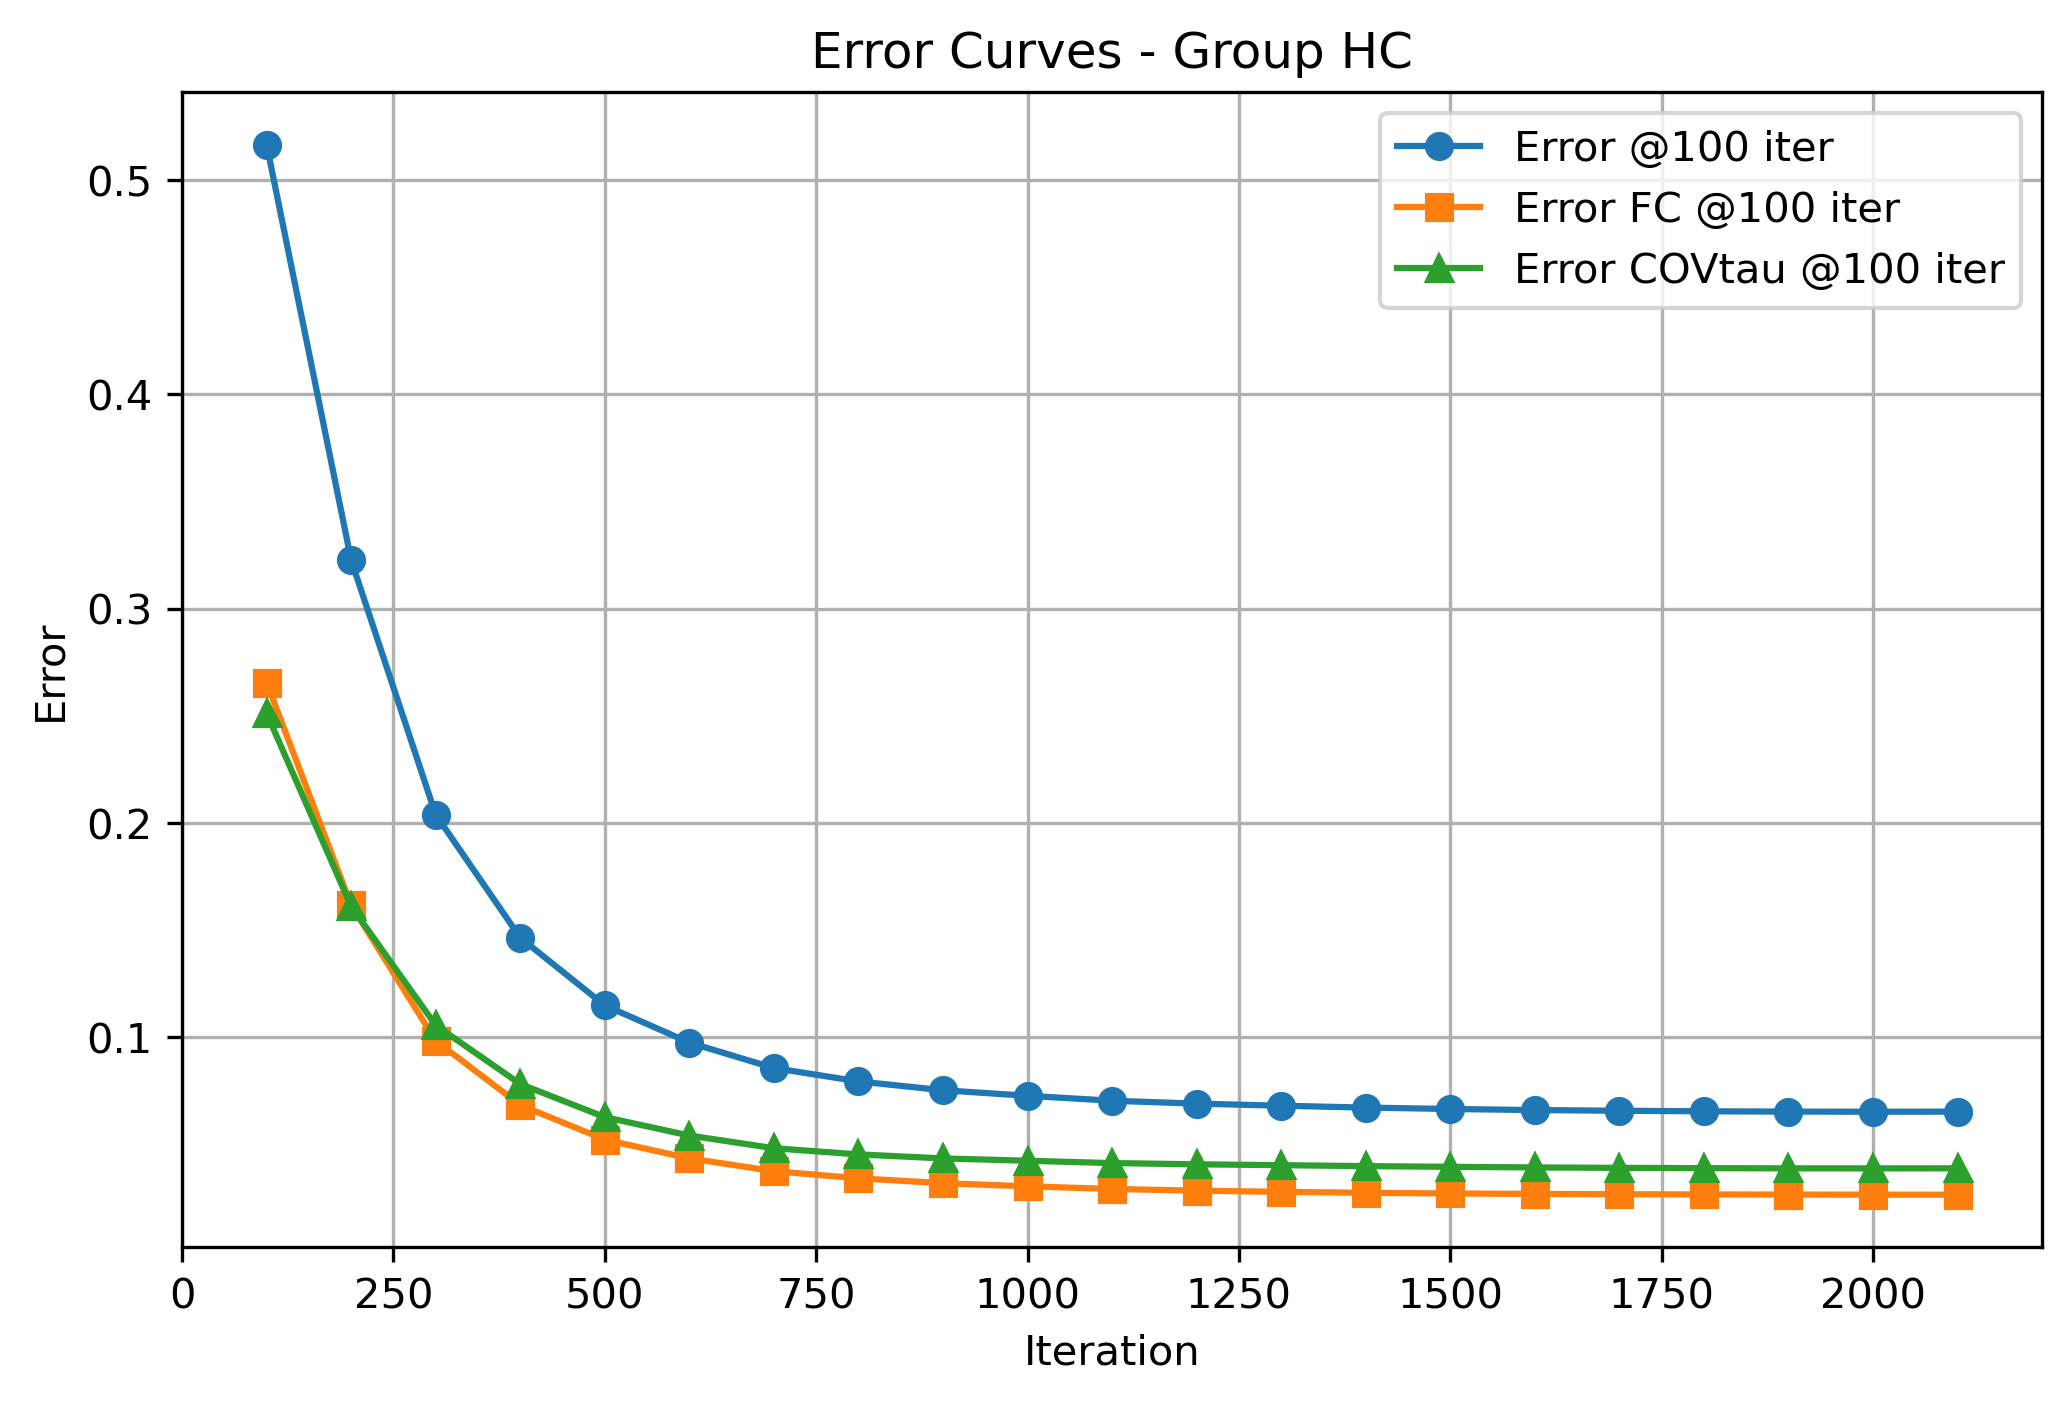 Error Curves - Group HC
Error @100 iter
Error FC @100 iter
Error COVtau @100 iter
0.5
0.4
0.3
0.2
0.1
Error
0 250 500 750 1000 1250 1500 1750 2000
Iteration